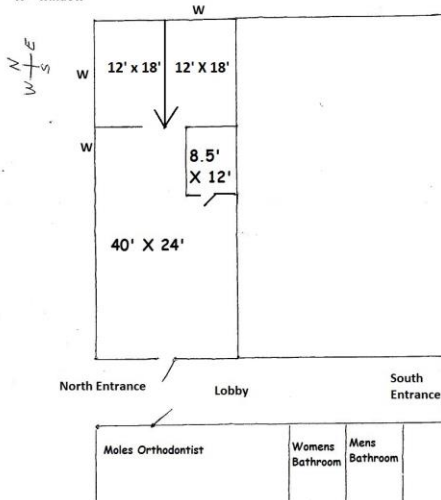 W
N
W E
S
W
12' x 18' 12' X 18'
W
8.5'
X 12'
40' X 24'
North Entrance Lobby South
Entrance
Moles Orthodontist Womens Mens
Bathroom Bathroom